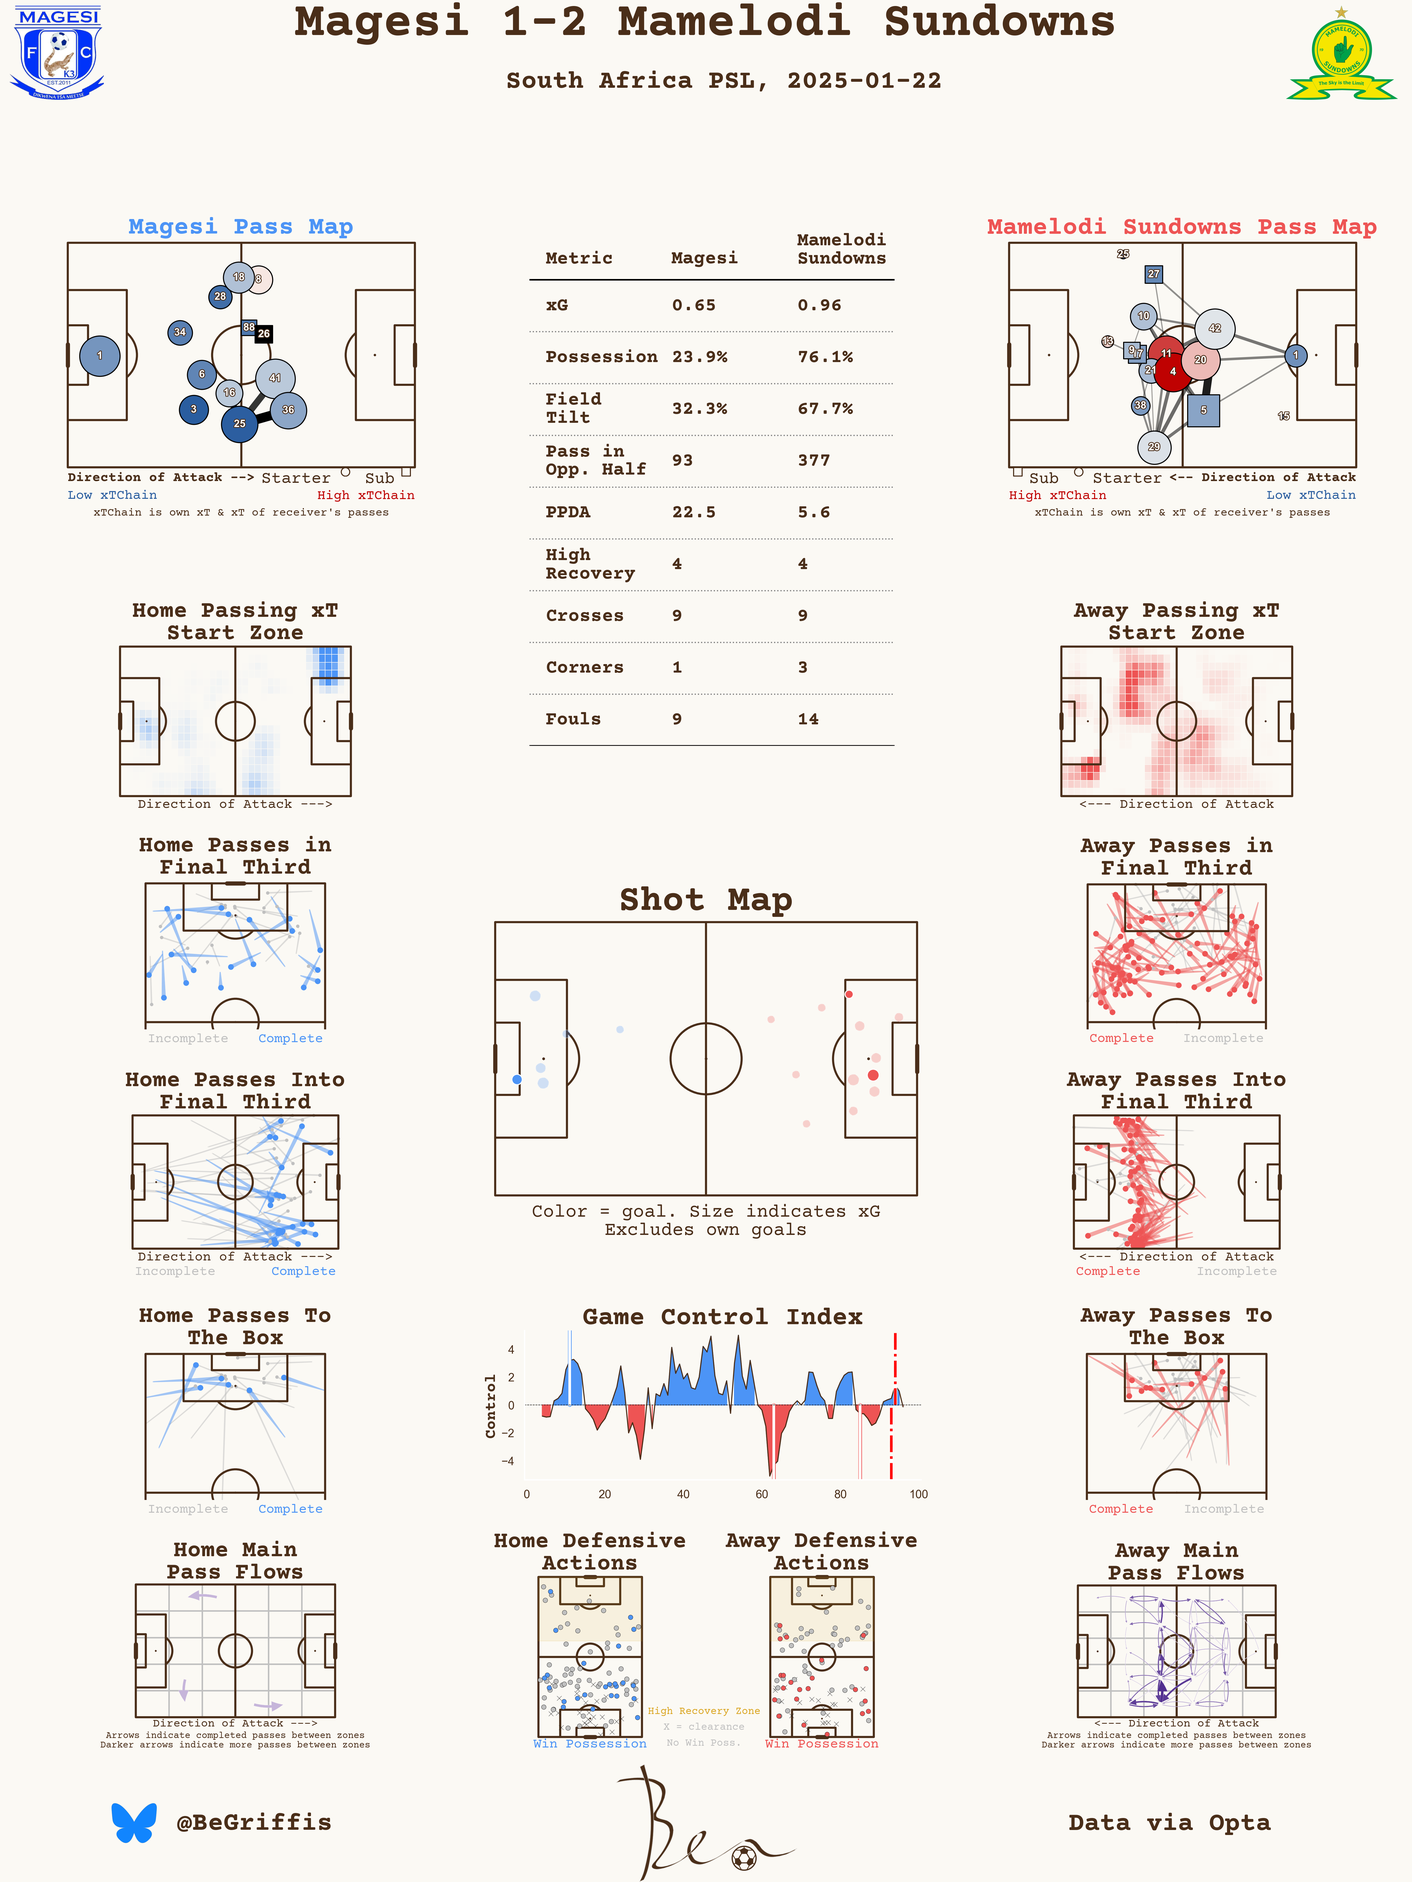 Magesi 1-2 Mamelodi Sundowns
South Africa PSL, 2025-01-22
MAGESI
F C
K3
EST.2011
MAMELODI
SUNDOWNS
The Sky is the Limit
Magesi Pass Map
18
8
28
34
88
26
1
6
41
16
3
36
25
Direction of Attack --> Starter Sub
Low xTChain High xTChain
xTChain is own xT & xT of receiver's passes
Metric Magesi Mamelodi Sundowns
xG 0.65 0.96
Possession 23.9% 76.1%
Field Tilt 32.3% 67.7%
Pass in Opp. Half 93 377
PPDA 22.5 5.6
High Recovery 4 4
Crosses 9 9
Corners 1 3
Fouls 9 14
Mamelodi Sundowns Pass Map
25
27
10
42
13
9
17
11
20
1
21
4
38
5
15
29
Sub Starter <-- Direction of Attack
High xTChain Low xTChain
xTChain is own xT & xT of receiver's passes
Home Passing xT
Start Zone
Direction of Attack --->
Away Passing xT
Start Zone
<--- Direction of Attack
Home Passes in
Final Third
Incomplete Complete
Away Passes in
Final Third
Complete Incomplete
Shot Map
Color = goal. Size indicates xG
Excludes own goals
Home Passes Into
Final Third
Direction of Attack --->
Incomplete Complete
Away Passes Into
Final Third
<--- Direction of Attack
Complete Incomplete
Home Passes To
The Box
Incomplete Complete
Game Control Index
Control
4
2
0
−2
−4
0 20 40 60 80 100
Away Passes To
The Box
Complete Incomplete
Home Main
Pass Flows
Direction of Attack --->
Arrows indicate completed passes between zones
Darker arrows indicate more passes between zones
Home Defensive
Actions
Win Possession
High Recovery Zone
X = clearance
No Win Poss.
Away Defensive
Actions
Win Possession
Away Main
Pass Flows
<--- Direction of Attack
Arrows indicate completed passes between zones
Darker arrows indicate more passes between zones
@BeGriffis
Ben
Data via Opta